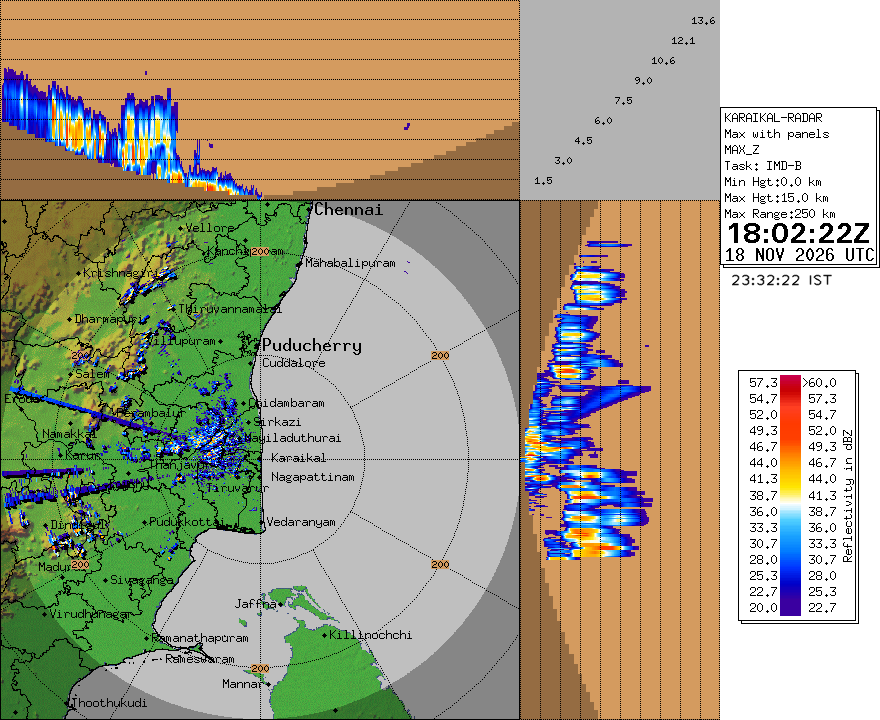 13.6
12.1
10.6
9.0
7.5
6.0
4.5
3.0
1.5
KARAIKAL-RADAR
Max with panels
MAX_Z
Task: IMD-B
Min Hgt:0.0 km
Max Hgt:15.0 km
Max Range:250 km
18:02:22Z
18 NOV 2026 UTC
23:32:22 IST
Chennai
Vellore
200
Mahabalipuram
Krishnagiri
Thiruvannamalai
Dharmapuri
Puducherry
200
Cuddalore
Salem
Chidambaram
Perambalur
Sirkazi
Namakkal
Mayiladuthurai
Karur
Karaikal
Nagapattinam
Tiruvarur
Pudukkottai
Vedaranyam
200
200
Sivaganga
Jaffna
Virudhunagar
Killinochchi
Ramanathapuram
Rameswaram
200
Mannar
Thoothukudi
57.3 >60.0
54.7 57.3
52.0 54.7
49.3 52.0
46.7 49.3
44.0 46.7
41.3 44.0
38.7 41.3
36.0 38.7
33.3 36.0
30.7 33.3
28.0 30.7
25.3 28.0
22.7 25.3
20.0 22.7
Reflectivity in dBZ